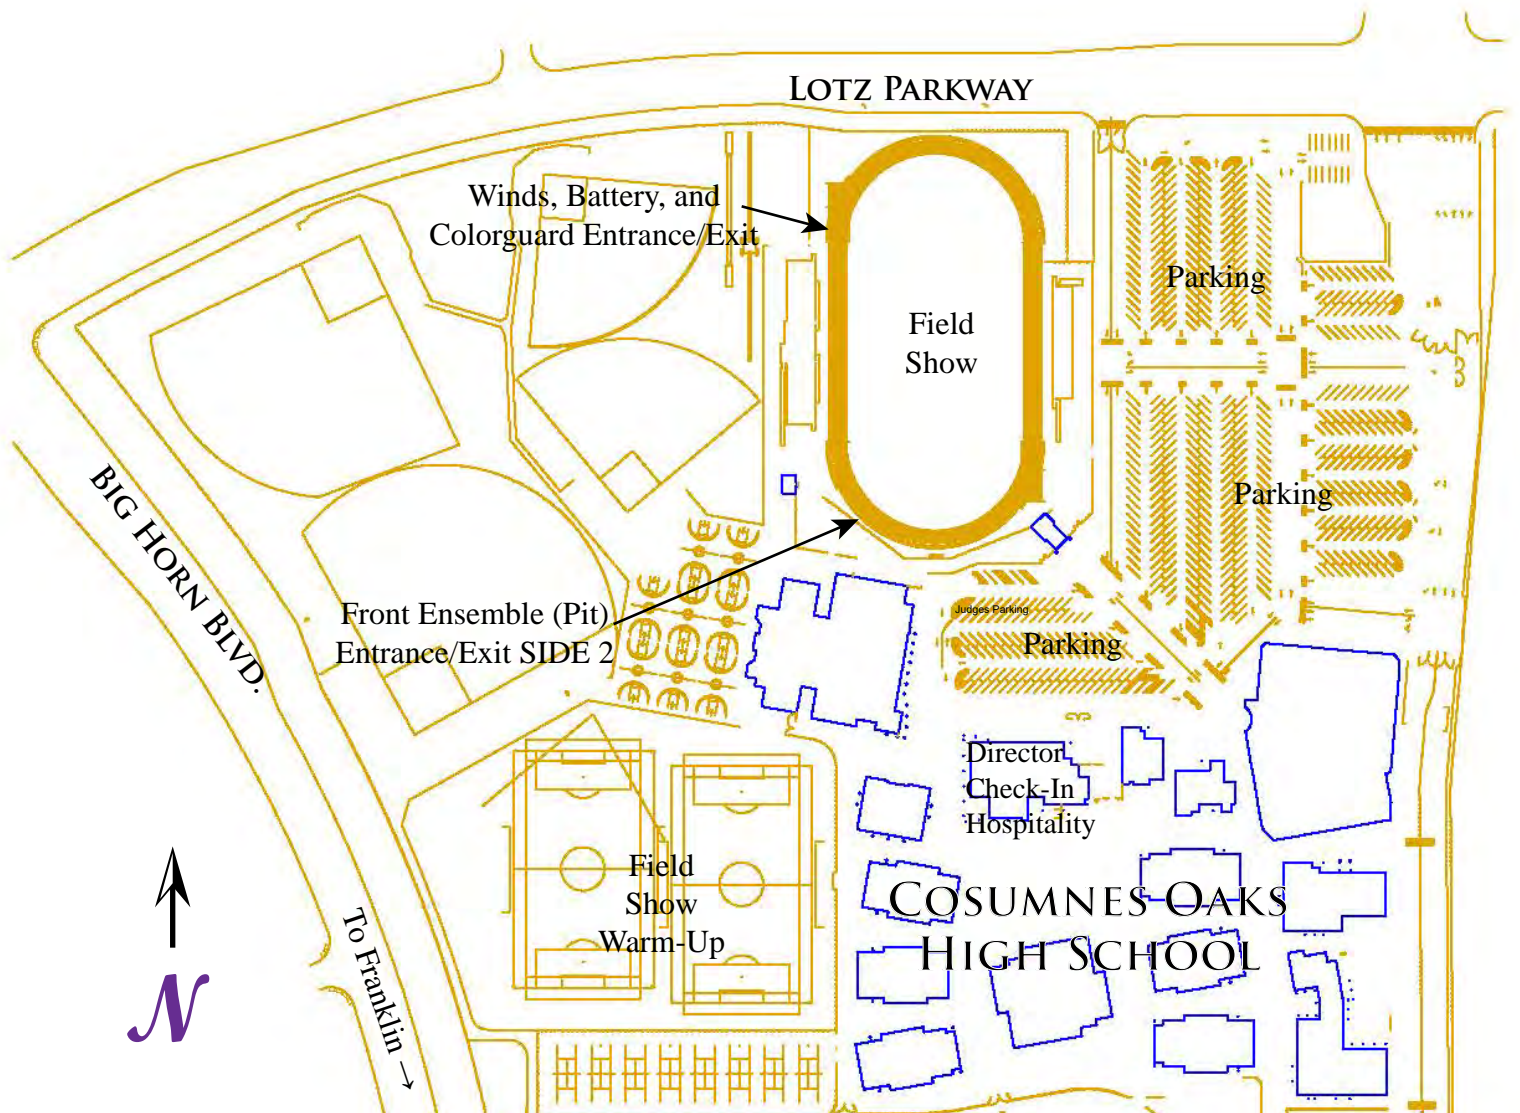 LOTZ PARKWAY
Winds, Battery, and
Colorguard Entrance/Exit
Parking
Field
Show
BIG HORN BLVD.
Parking
Front Ensemble (Pit)
Entrance/Exit SIDE 2
Judges Parking
Parking
Director
Check-In
Hospitality
Field
Show
Warm-Up
COSUMNES OAKS
HIGH SCHOOL
To Franklin →
N